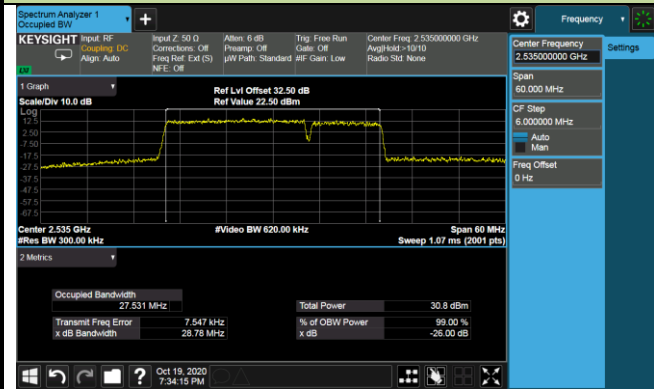 Spectrum Analyzer 1
Occupied BW
+
Frequency
KEYSIGHT
Input: RF
Coupling: DC
Align: Auto
Input Z: 50 Ω
Corrections: Off
Freq Ref: Ext (S)
NFE: Off
Atten: 6 dB
Preamp: Off
µW Path: Standard
Trig: Free Run
Gate: Off
#IF Gain: Low
Center Freq: 2.535000000 GHz
Avg|Hold:>10/10
Radio Std: None
Center Frequency
2.535000000 GHz
Settings
Span
60.000 MHz
CF Step
6.000000 MHz
Auto
Man
Freq Offset
0 Hz
1 Graph
Scale/Div 10.0 dB
Ref Lvl Offset 32.50 dB
Ref Value 22.50 dBm
Log
12.5
2.50
-7.50
-17.5
-27.5
-37.5
-47.5
-57.5
-67.5
Center 2.535 GHz
#Res BW 300.00 kHz
#Video BW 620.00 kHz
Span 60 MHz
Sweep 1.07 ms (2001 pts)
2 Metrics
Occupied Bandwidth
27.531 MHz
Total Power 30.8 dBm
Transmit Freq Error 7.547 kHz
% of OBW Power 99.00 %
x dB Bandwidth 28.78 MHz
x dB -26.00 dB
?
Oct 19, 2020
7:34:15 PM